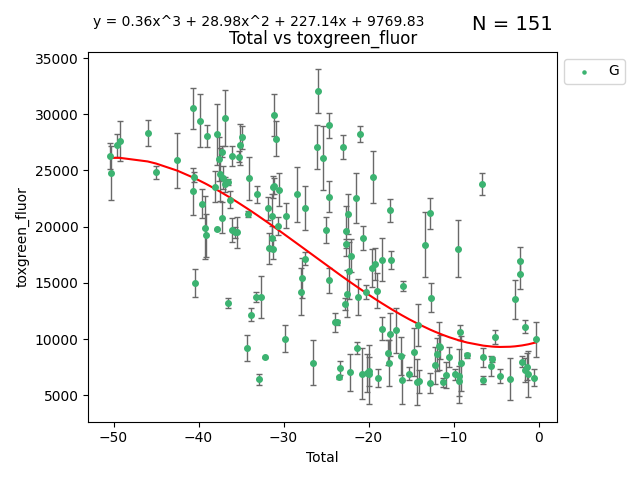 y = 0.36x^3 + 28.98x^2 + 227.14x + 9769.83
N = 151
Total vs toxgreen_fluor
G
toxgreen_fluor
35000
30000
25000
20000
15000
10000
5000
−50 −40 −30 −20 −10 0
Total